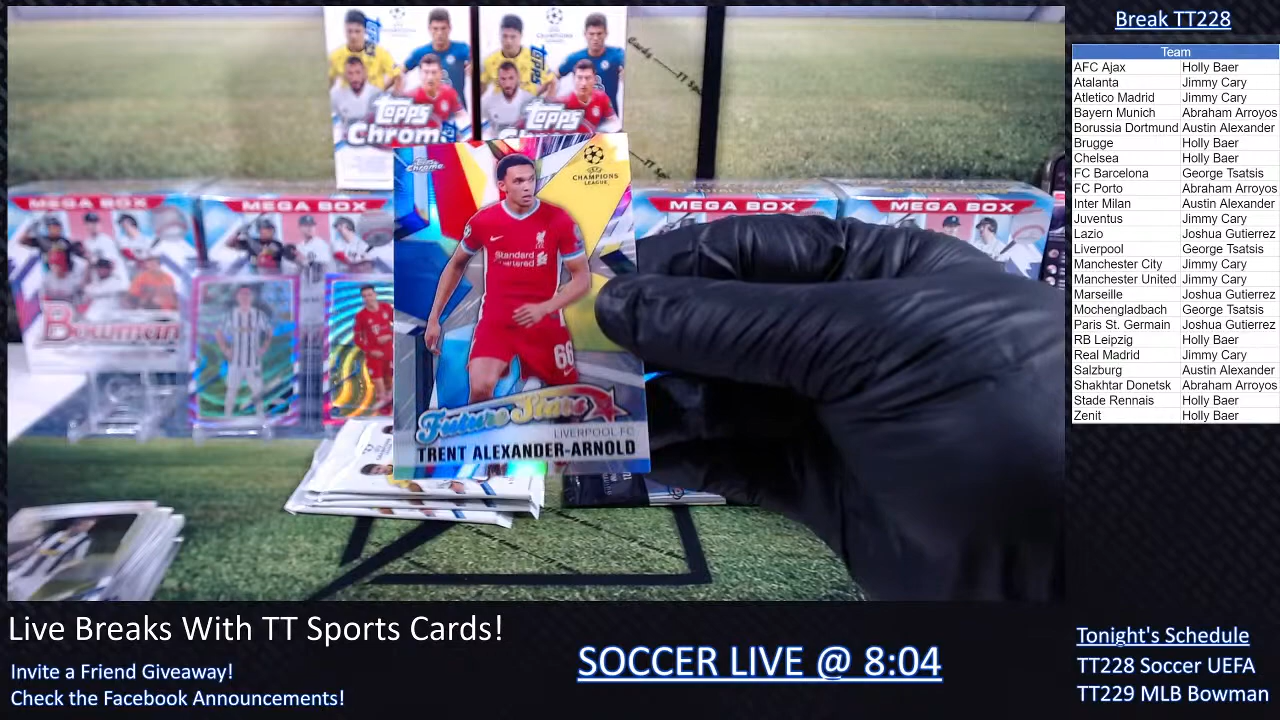 Break TT228
Team
AFC Ajax Holly Baer
Atalanta Jimmy Cary
Atletico Madrid Jimmy Cary
Bayern Munich Abraham Arroyos
Borossia Dortmund Austin Alexander
Brugge Holly Baer
Chelsea Holly Baer
FC Barcelona George Tsatsis
FC Porto Abraham Arroyos
Inter Milan Austin Alexander
Juventus Jimmy Cary
Lazio Joshua Gutierrez
Liverpool George Tsatsis
Manchester City Jimmy Cary
Manchester United Jimmy Cary
Marseille Joshua Gutierrez
Mochengladbach George Tsatsis
Paris St. Germain Joshua Gutierrez
RB Leipzig Holly Baer
Real Madrid Jimmy Cary
Salzburg Austin Alexander
Shakhtar Donetsk Abraham Arroyos
Stade Rennais Holly Baer
Zenit Holly Baer
Topps
Chrome
Topps
MEGA BOX
MEGA BOX
MEGA BOX
MEGA BOX
Bowman
Topps
Chrome
CHAMPIONS
LEAGUE
Standard
Chartered
66
Future Stars
LIVERPOOL FC
TRENT ALEXANDER-ARNOLD
Live Breaks With TT Sports Cards!
Invite a Friend Giveaway!
Check the Facebook Announcements!
SOCCER LIVE @ 8:04
Tonight's Schedule
TT228 Soccer UEFA
TT229 MLB Bowman